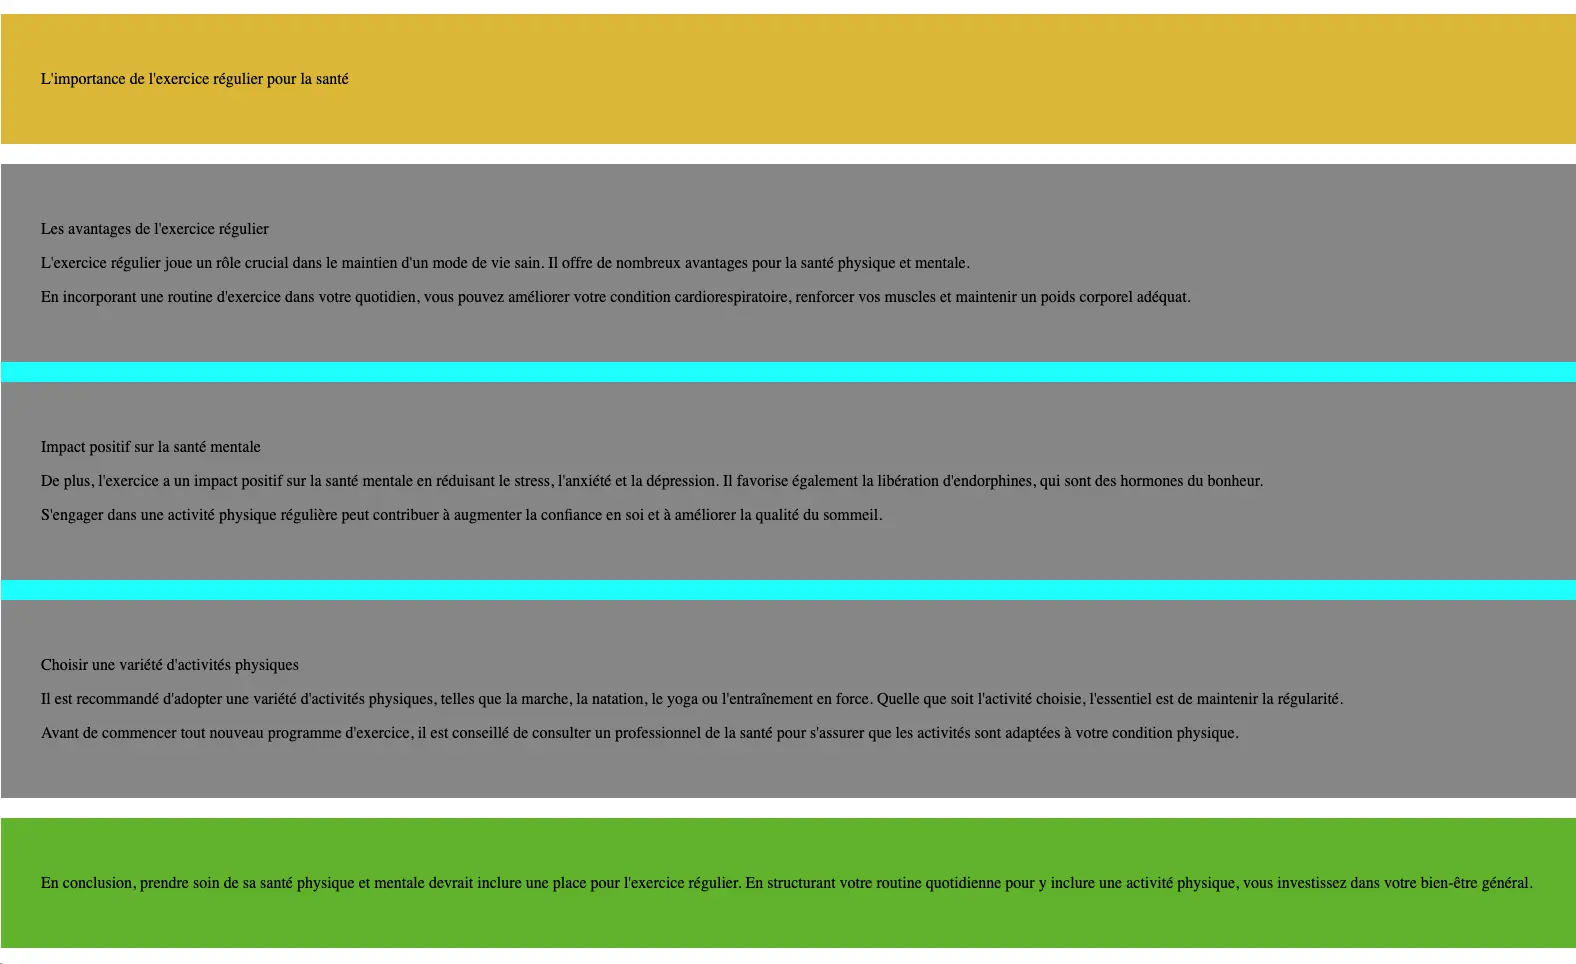 L'importance de l'exercice régulier pour la santé
Les avantages de l'exercice régulier
L'exercice régulier joue un rôle crucial dans le maintien d'un mode de vie sain. Il offre de nombreux avantages pour la santé physique et mentale.
En incorporant une routine d'exercice dans votre quotidien, vous pouvez améliorer votre condition cardiorespiratoire, renforcer vos muscles et maintenir un poids corporel adéquat.
Impact positif sur la santé mentale
De plus, l'exercice a un impact positif sur la santé mentale en réduisant le stress, l'anxiété et la dépression. Il favorise également la libération d'endorphines, qui sont des hormones du bonheur.
S'engager dans une activité physique régulière peut contribuer à augmenter la confiance en soi et à améliorer la qualité du sommeil.
Choisir une variété d'activités physiques
Il est recommandé d'adopter une variété d'activités physiques, telles que la marche, la natation, le yoga ou l'entraînement en force. Quelle que soit l'activité choisie, l'essentiel est de maintenir la régularité.
Avant de commencer tout nouveau programme d'exercice, il est conseillé de consulter un professionnel de la santé pour s'assurer que les activités sont adaptées à votre condition physique.
En conclusion, prendre soin de sa santé physique et mentale devrait inclure une place pour l'exercice régulier. En structurant votre routine quotidienne pour y inclure une activité physique, vous investissez dans votre bien-être général.